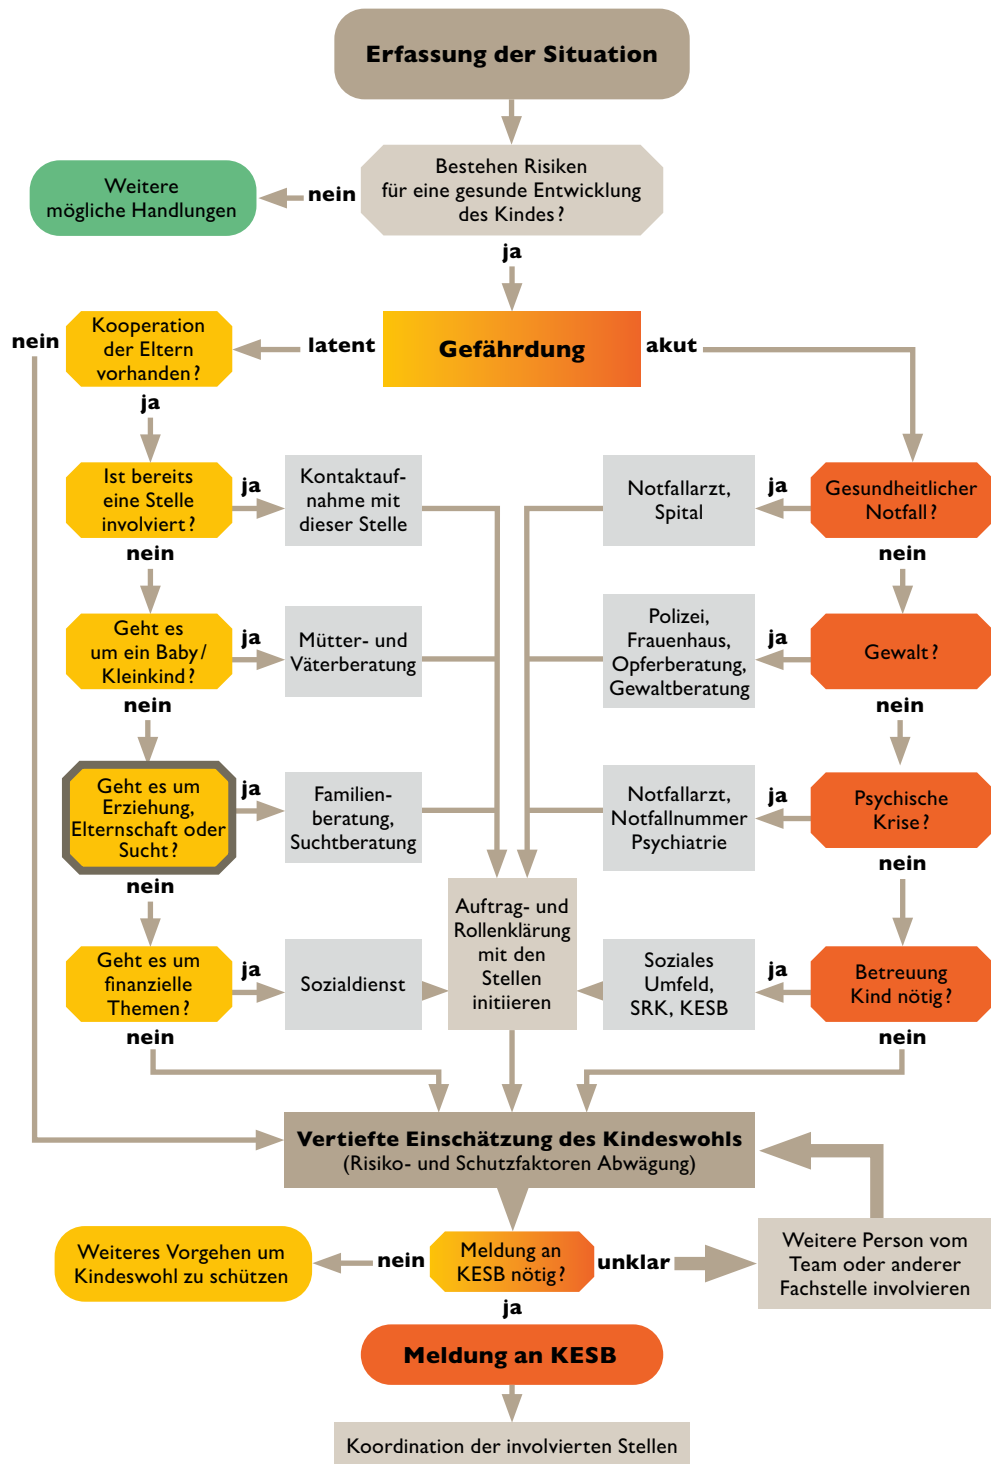 Erfassung der Situation
Bestehen Risiken
für eine gesunde Entwicklung
des Kindes?
nein
Weitere
mögliche Handlungen
ja
Gefährdung
latent
akut
Kooperation
der Eltern
vorhanden?
nein
ja
Ist bereits
eine Stelle
involviert?
ja
Kontaktauf-
nahme mit
dieser Stelle
Notfallarzt,
Spital
ja
Gesundheitlicher
Notfall?
nein
nein
Geht es
um ein Baby/
Kleinkind?
ja
Mütter- und
Väterberatung
Polizei,
Frauenhaus,
Opferberatung,
Gewaltberatung
ja
Gewalt?
nein
nein
Geht es um
Erziehung,
Elternschaft oder
Sucht?
ja
Familien-
beratung,
Suchtberatung
Notfallarzt,
Notfallnummer
Psychiatrie
ja
Psychische
Krise?
nein
nein
Auftrag- und
Rollenklärung
mit den
Stellen
initiieren
Geht es um
finanzielle
Themen?
ja
Sozialdienst
Soziales
Umfeld,
SRK, KESB
ja
Betreuung
Kind nötig?
nein
nein
Vertiefte Einschätzung des Kindeswohls
(Risiko- und Schutzfaktoren Abwägung)
Weiteres Vorgehen um
Kindeswohl zu schützen
nein
Meldung an
KESB nötig?
unklar
Weitere Person vom
Team oder anderer
Fachstelle involvieren
ja
Meldung an KESB
Koordination der involvierten Stellen